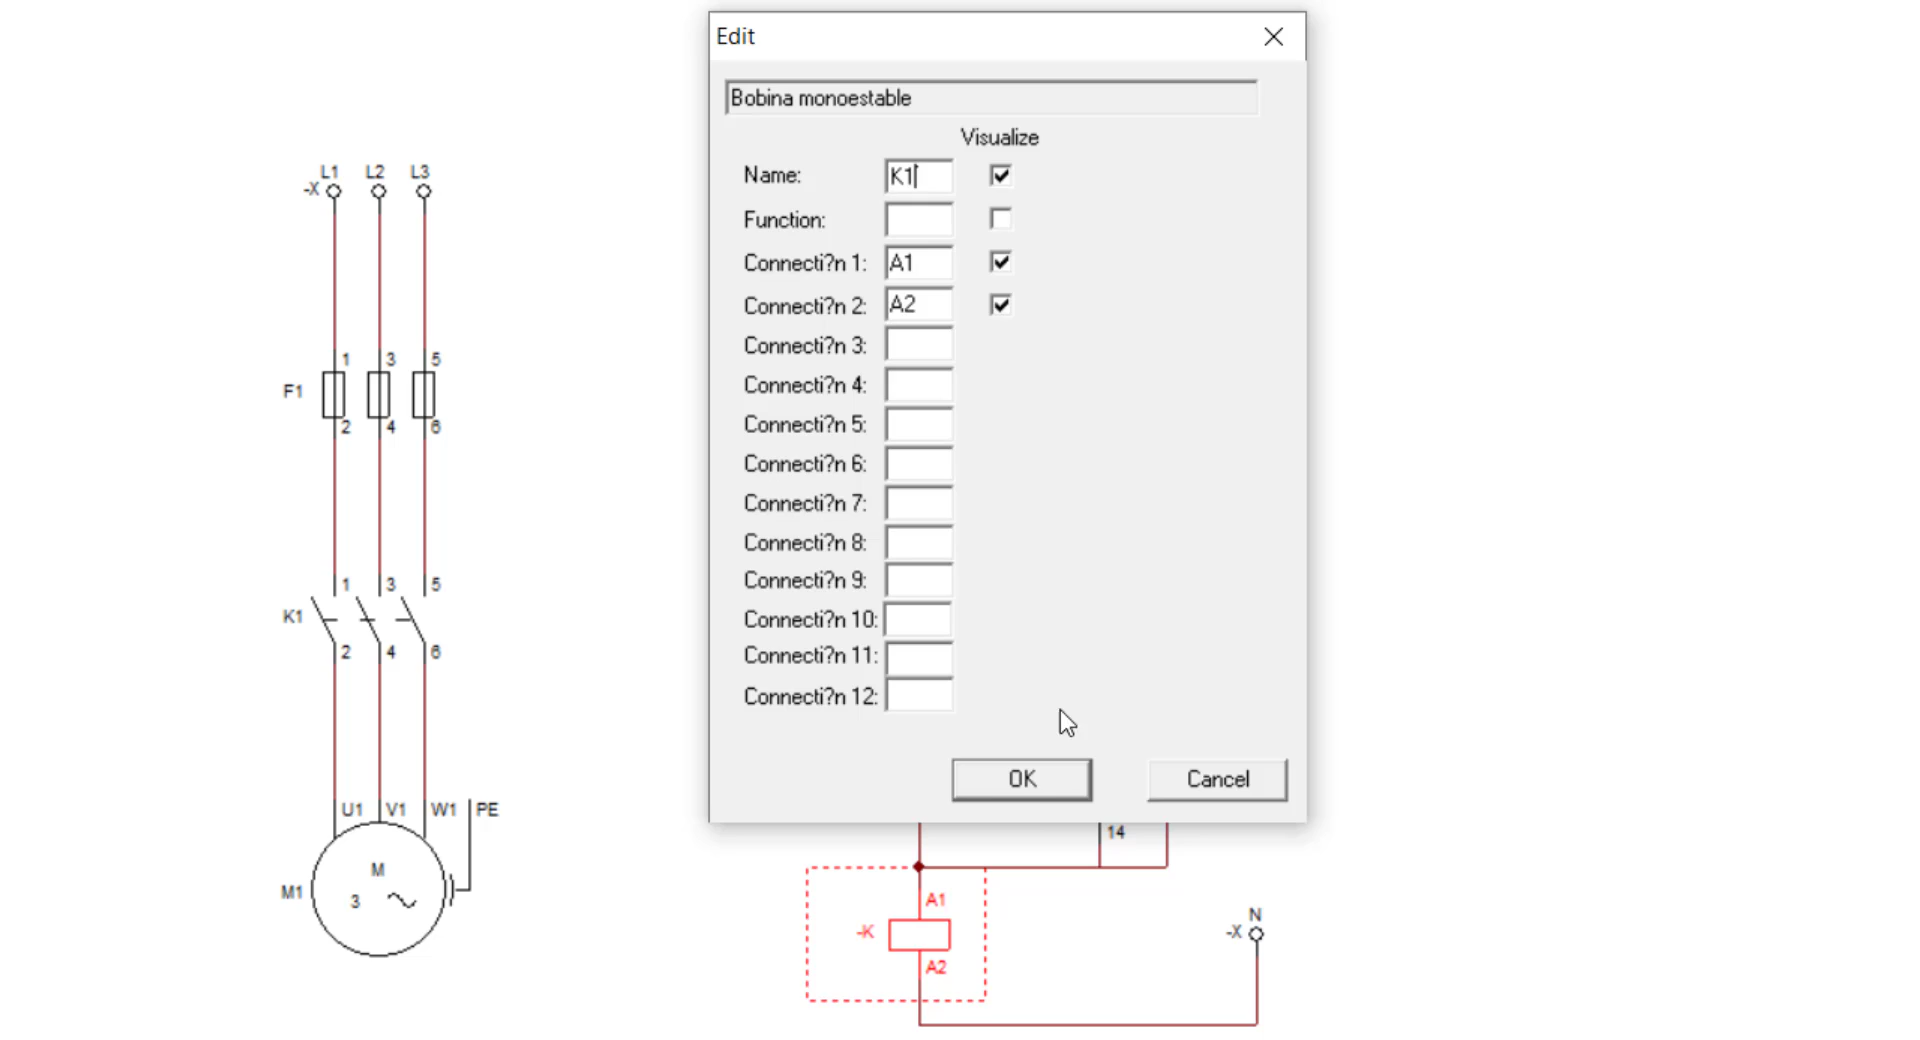 Edit
Bobina monoestable
Visualize
Name: K1
Function:
Connecti?n 1: A1
Connecti?n 2: A2
Connecti?n 3:
Connecti?n 4:
Connecti?n 5:
Connecti?n 6:
Connecti?n 7:
Connecti?n 8:
Connecti?n 9:
Connecti?n 10:
Connecti?n 11:
Connecti?n 12:
OK Cancel
L1 L2 L3
-X
1 3 5
F1
2 4 6
1 3 5
K1
2 4 6
U1 V1 W1 PE
M
M1 3
14
A1
-K
A2
N
-X